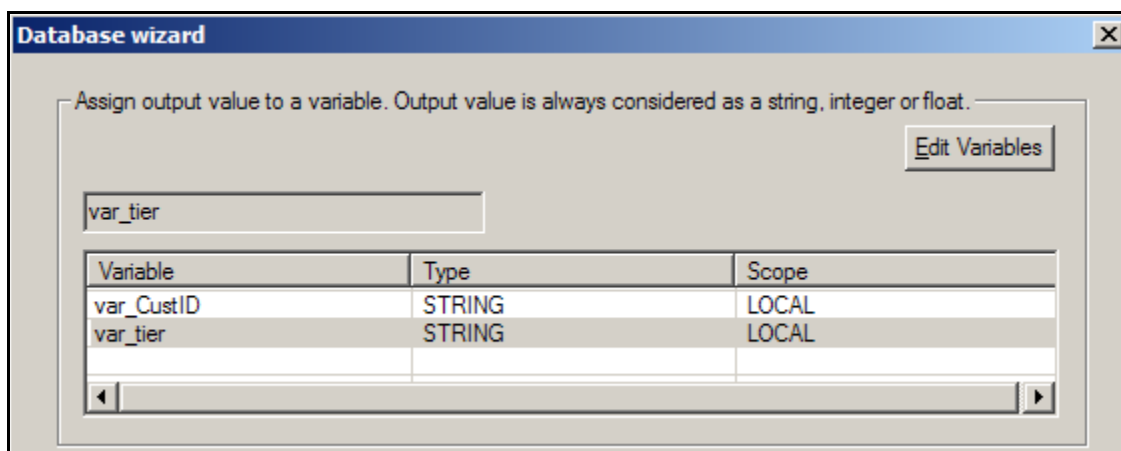 Database wizard
Assign output value to a variable. Output value is always considered as a string, integer or float.
Edit Variables
var_tier
Variable Type Scope
var_CustID STRING LOCAL
var_tier STRING LOCAL